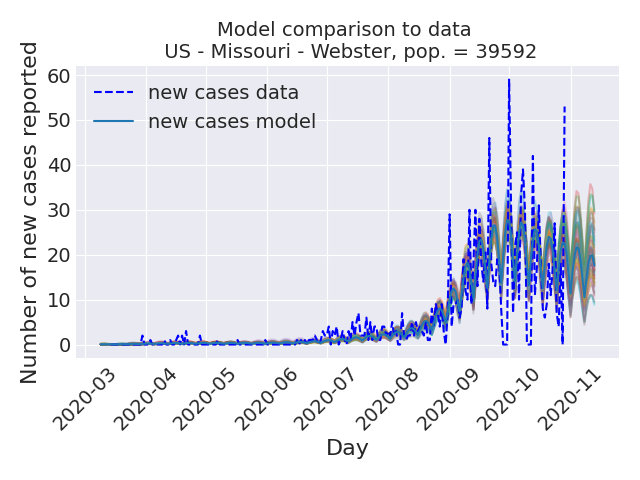 Model comparison to data
US - Missouri - Webster, pop. = 39592
Number of new cases reported
60
50
40
30
20
10
0
new cases data
new cases model
2020-03
2020-04
2020-05
2020-06
2020-07
2020-08
2020-09
2020-10
2020-11
Day